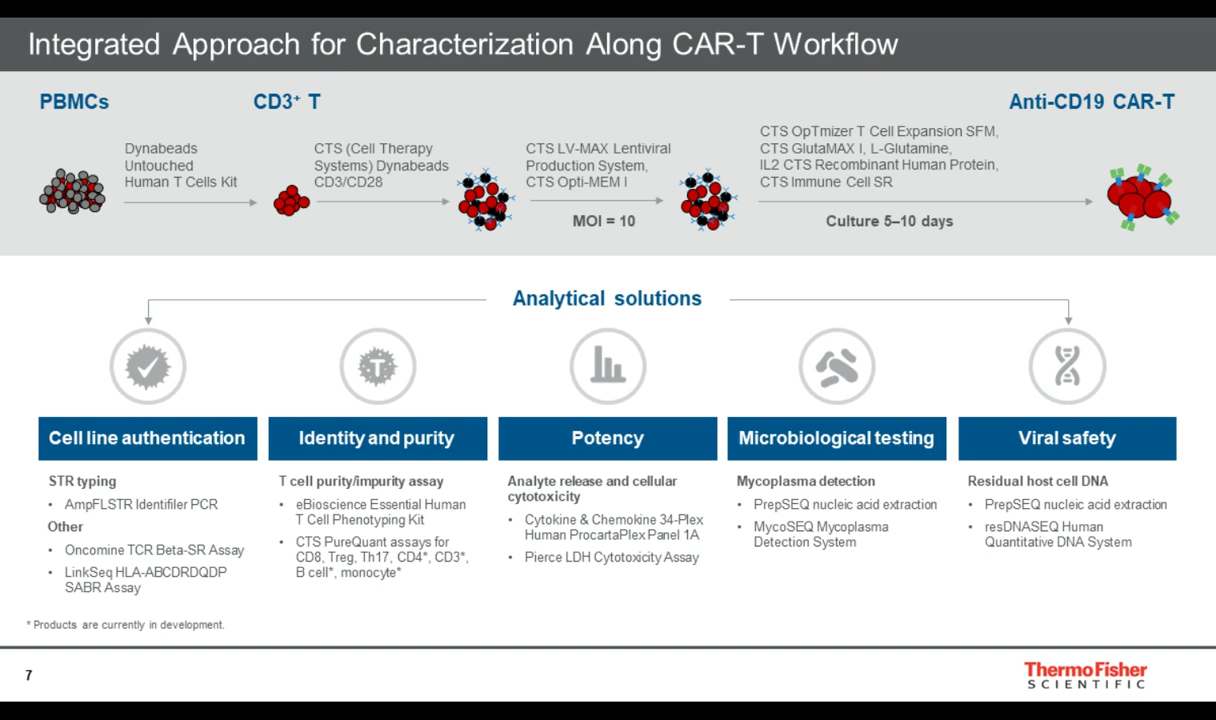 Integrated Approach for Characterization Along CAR-T Workflow
PBMCs
CD3⁺ T
Anti-CD19 CAR-T
Dynabeads
Untouched
Human T Cells Kit
CTS (Cell Therapy
Systems) Dynabeads
CD3/CD28
CTS LV-MAX Lentiviral
Production System,
CTS Opti-MEM I
MOI = 10
CTS OpTmizer T Cell Expansion SFM,
CTS GlutaMAX I, L-Glutamine,
IL2 CTS Recombinant Human Protein,
CTS Immune Cell SR
Culture 5–10 days
Analytical solutions
T
Cell line authentication
STR typing
• AmpFLSTR Identifiler PCR
Other
• Oncomine TCR Beta-SR Assay
• LinkSeq HLA-ABCDRDQDP
SABR Assay
Identity and purity
T cell purity/impurity assay
• eBioscience Essential Human
T Cell Phenotyping Kit
• CTS PureQuant assays for
CD8, Treg, Th17, CD4*, CD3*,
B cell*, monocyte*
Potency
Analyte release and cellular
cytotoxicity
• Cytokine & Chemokine 34-Plex
Human ProcartaPlex Panel 1A
• Pierce LDH Cytotoxicity Assay
Microbiological testing
Mycoplasma detection
• PrepSEQ nucleic acid extraction
• MycoSEQ Mycoplasma
Detection System
Viral safety
Residual host cell DNA
• PrepSEQ nucleic acid extraction
• resDNASEQ Human
Quantitative DNA System
* Products are currently in development.
7
ThermoFisher
SCIENTIFIC